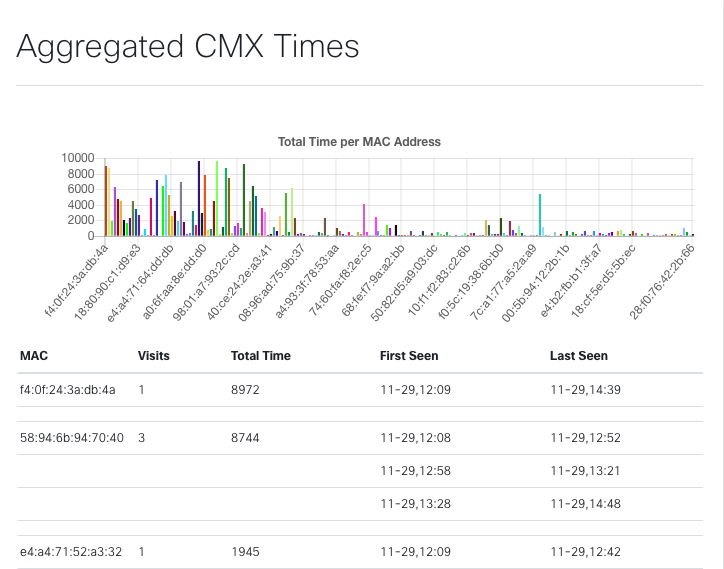 Aggregated CMX Times
Total Time per MAC Address
10000
8000
6000
4000
2000
0
f4:0f:24:3a:db:4a
18:80:90:c1:d9:e3
e4:a4:71:64:dd:db
a0:6f:aa:8e:dd:d0
98:01:a7:93:2c:cd
40:ce:24:2e:a3:41
08:96:ad:75:9b:37
a4:93:3f:78:53:aa
74:60:fa:f8:2e:c5
68:fe:f7:9a:a2:bb
50:82:d5:a9:03:dc
10:f1:f2:83:c2:6b
f0:5c:19:38:6b:b0
7c:a1:77:a5:2a:a9
00:5b:94:12:2b:1b
e4:b2:fb:b1:3f:a7
18:cf:5e:d5:5b:ec
28:f0:76:42:2b:66
MAC Visits Total Time First Seen Last Seen
f4:0f:24:3a:db:4a 1 8972 11-29,12:09 11-29,14:39
58:94:6b:94:70:40 3 8744 11-29,12:08 11-29,12:52
11-29,12:58 11-29,13:21
11-29,13:28 11-29,14:48
e4:a4:71:52:a3:32 1 1945 11-29,12:09 11-29,12:42